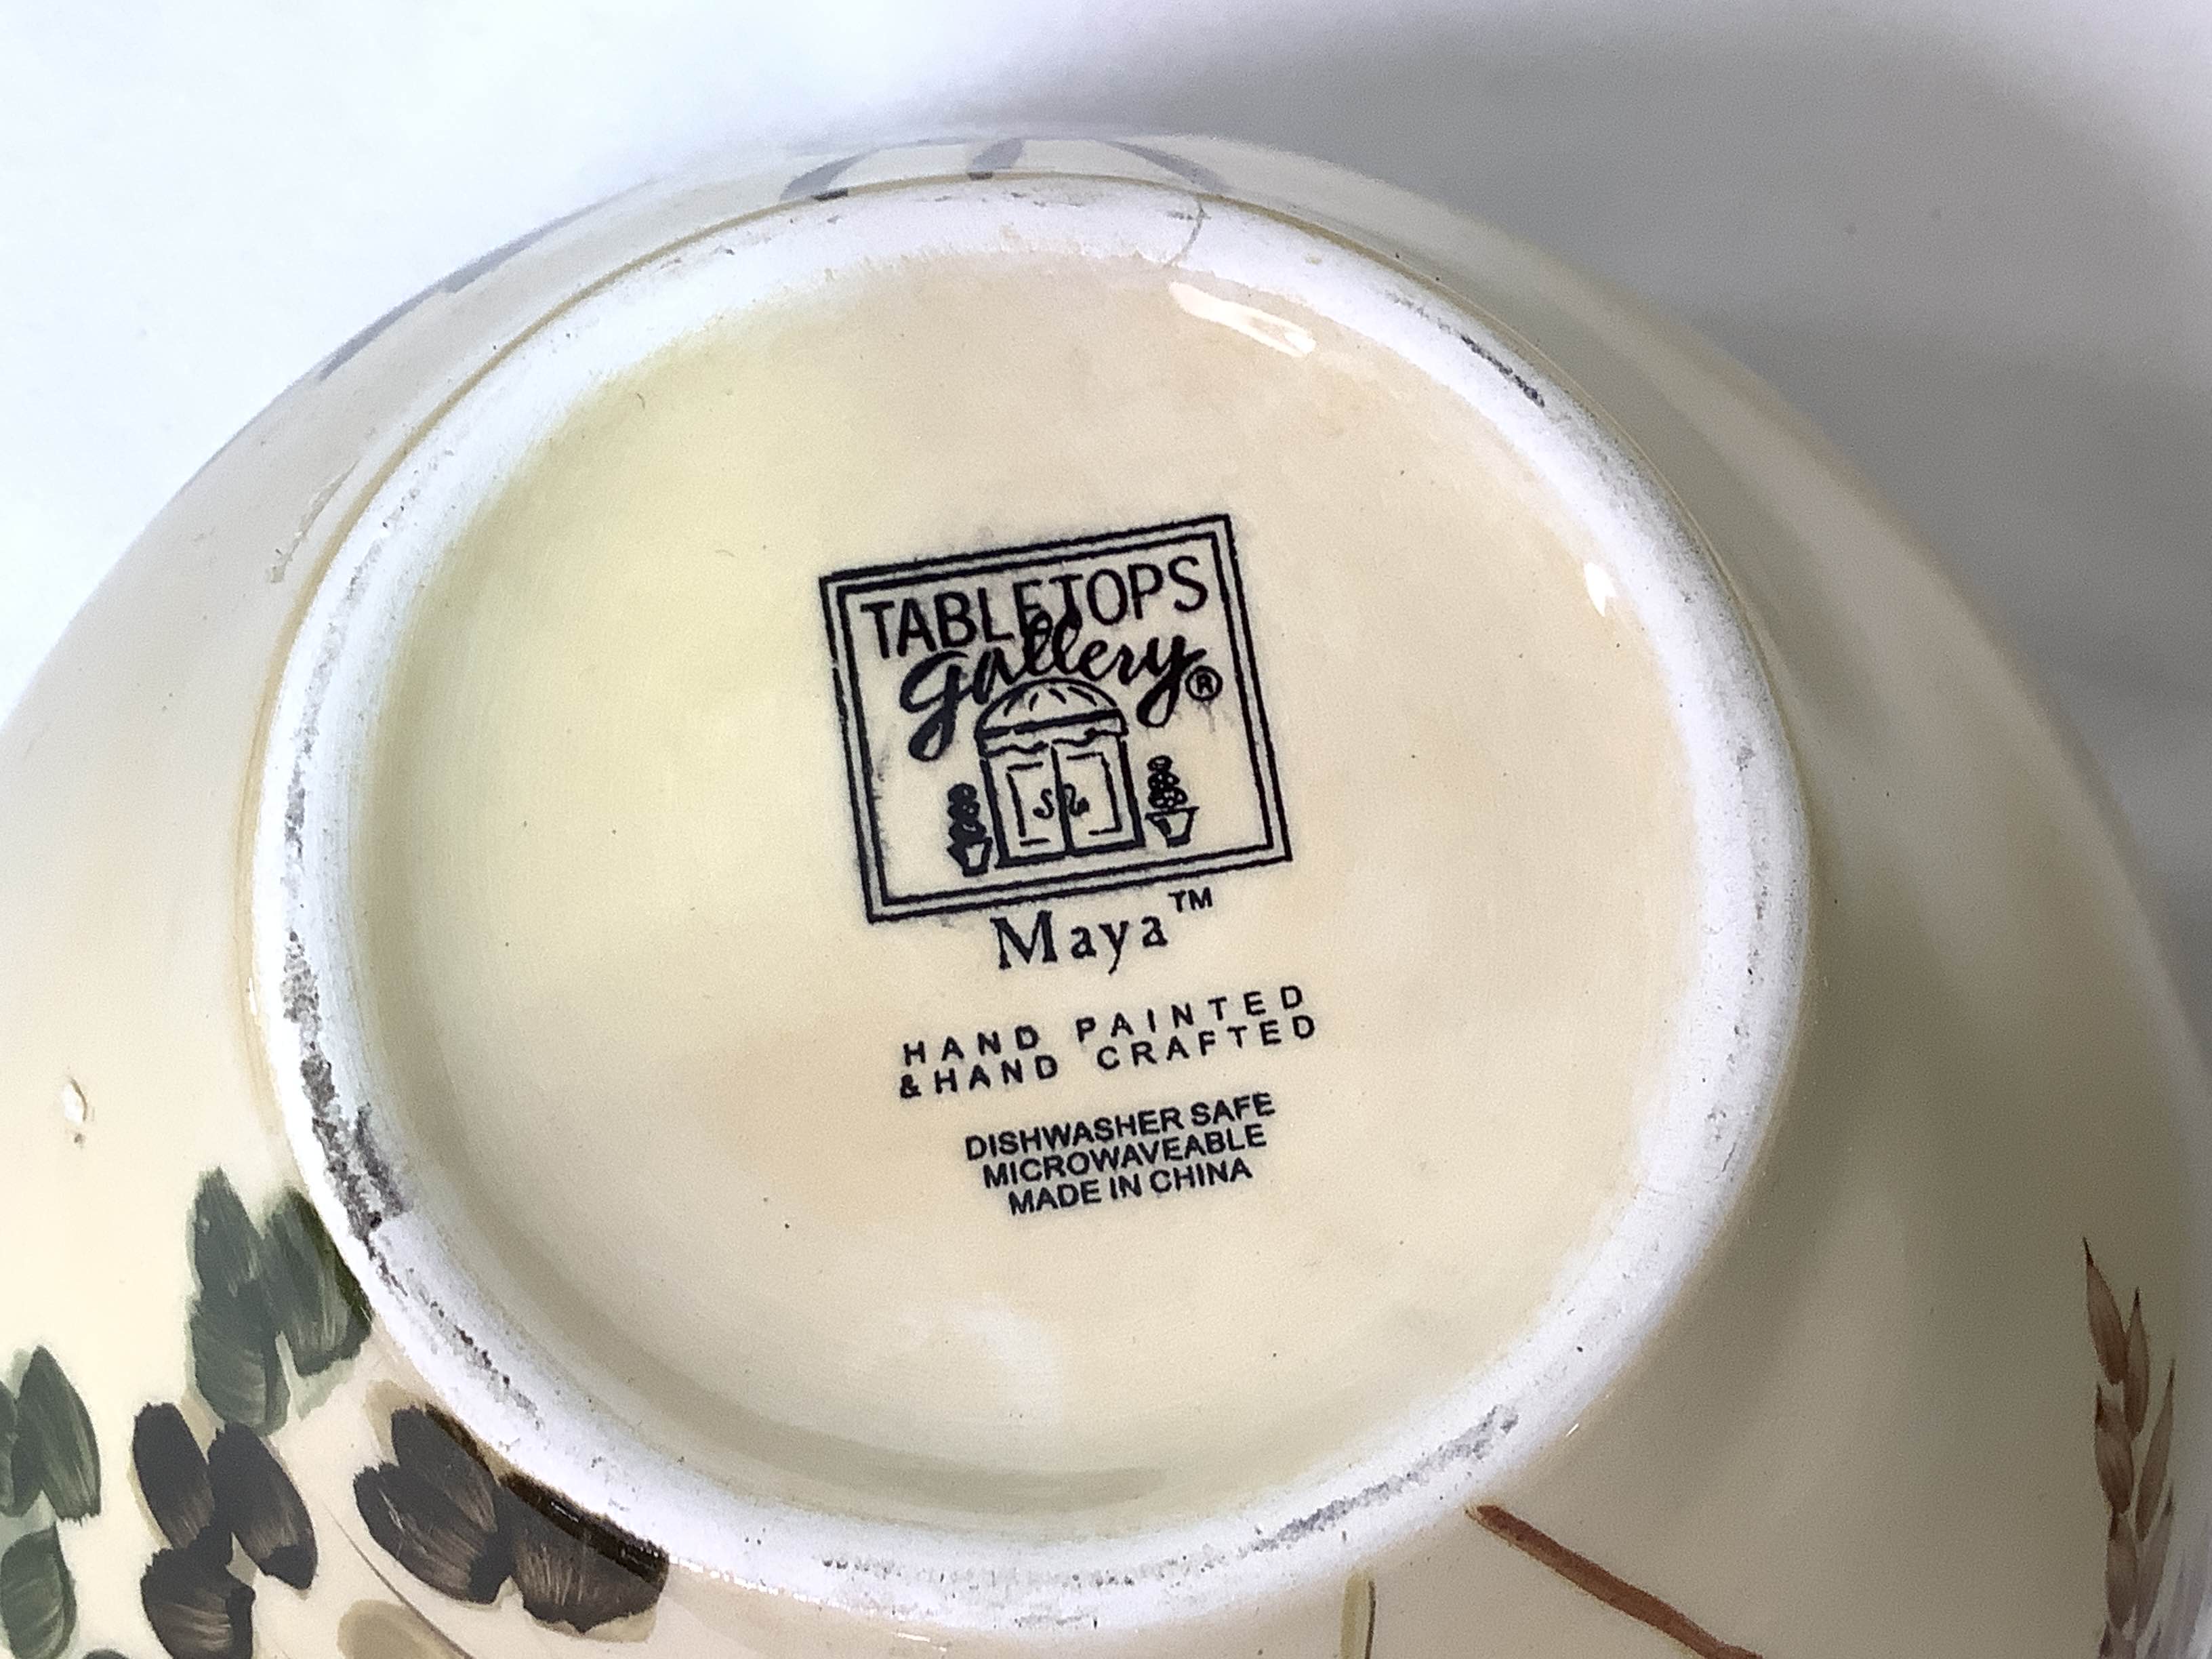 TABLETOPS
gallery®
Maya™
HAND PAINTED
&HAND CRAFTED
DISHWASHER SAFE
MICROWAVEABLE
MADE IN CHINA